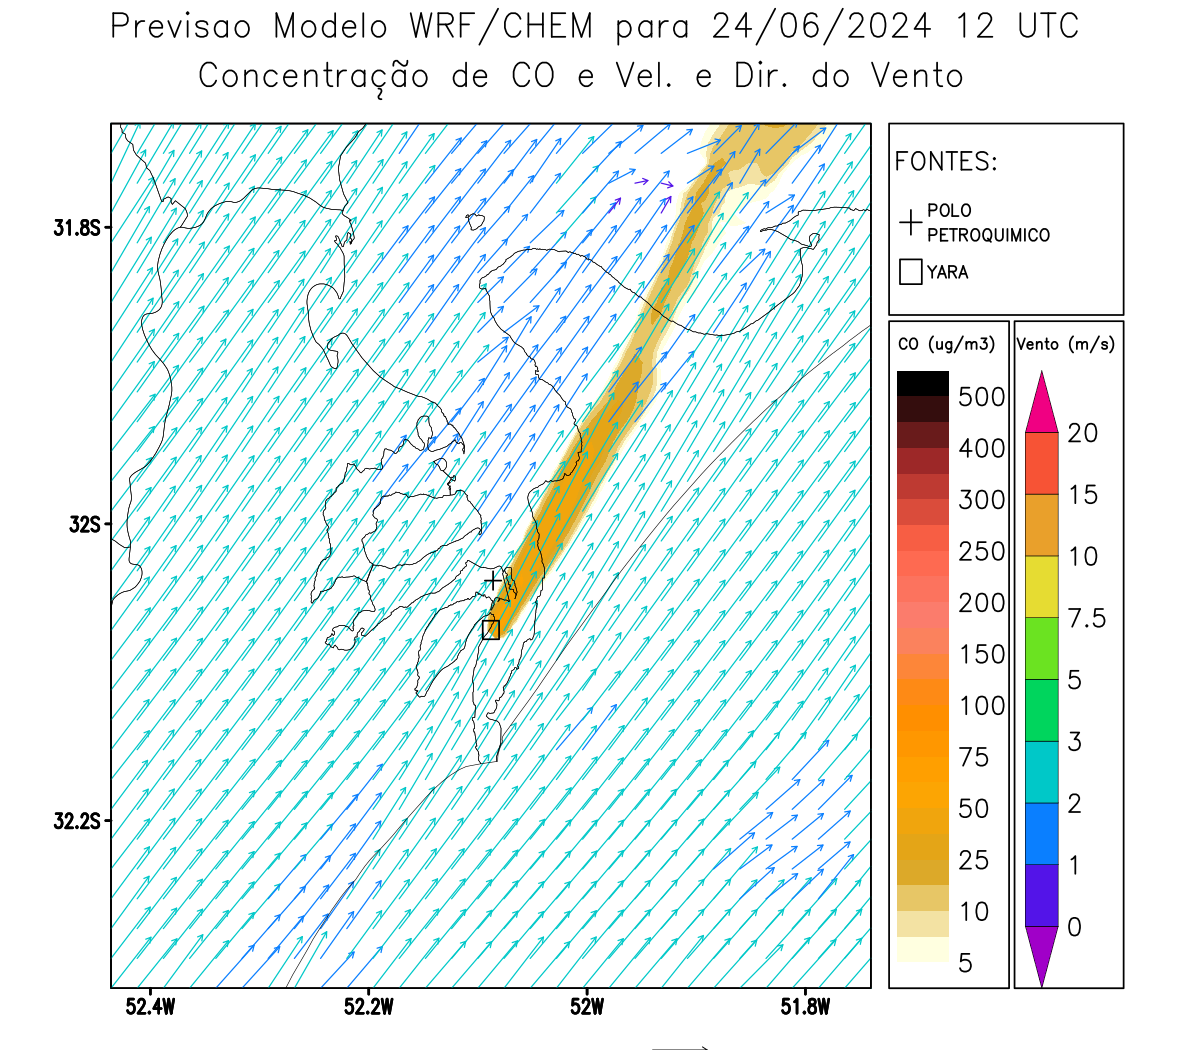 Previsao Modelo WRF/CHEM para 24/06/2024 12 UTC
Concentração de CO e Vel. e Dir. do Vento
FONTES:
POLO
PETROQUIMICO
YARA
31.8S
32S
32.2S
52.4W
52.2W
52W
51.8W
CO (ug/m3)
500
400
300
250
200
150
100
75
50
25
10
5
Vento (m/s)
20
15
10
7.5
5
3
2
1
0